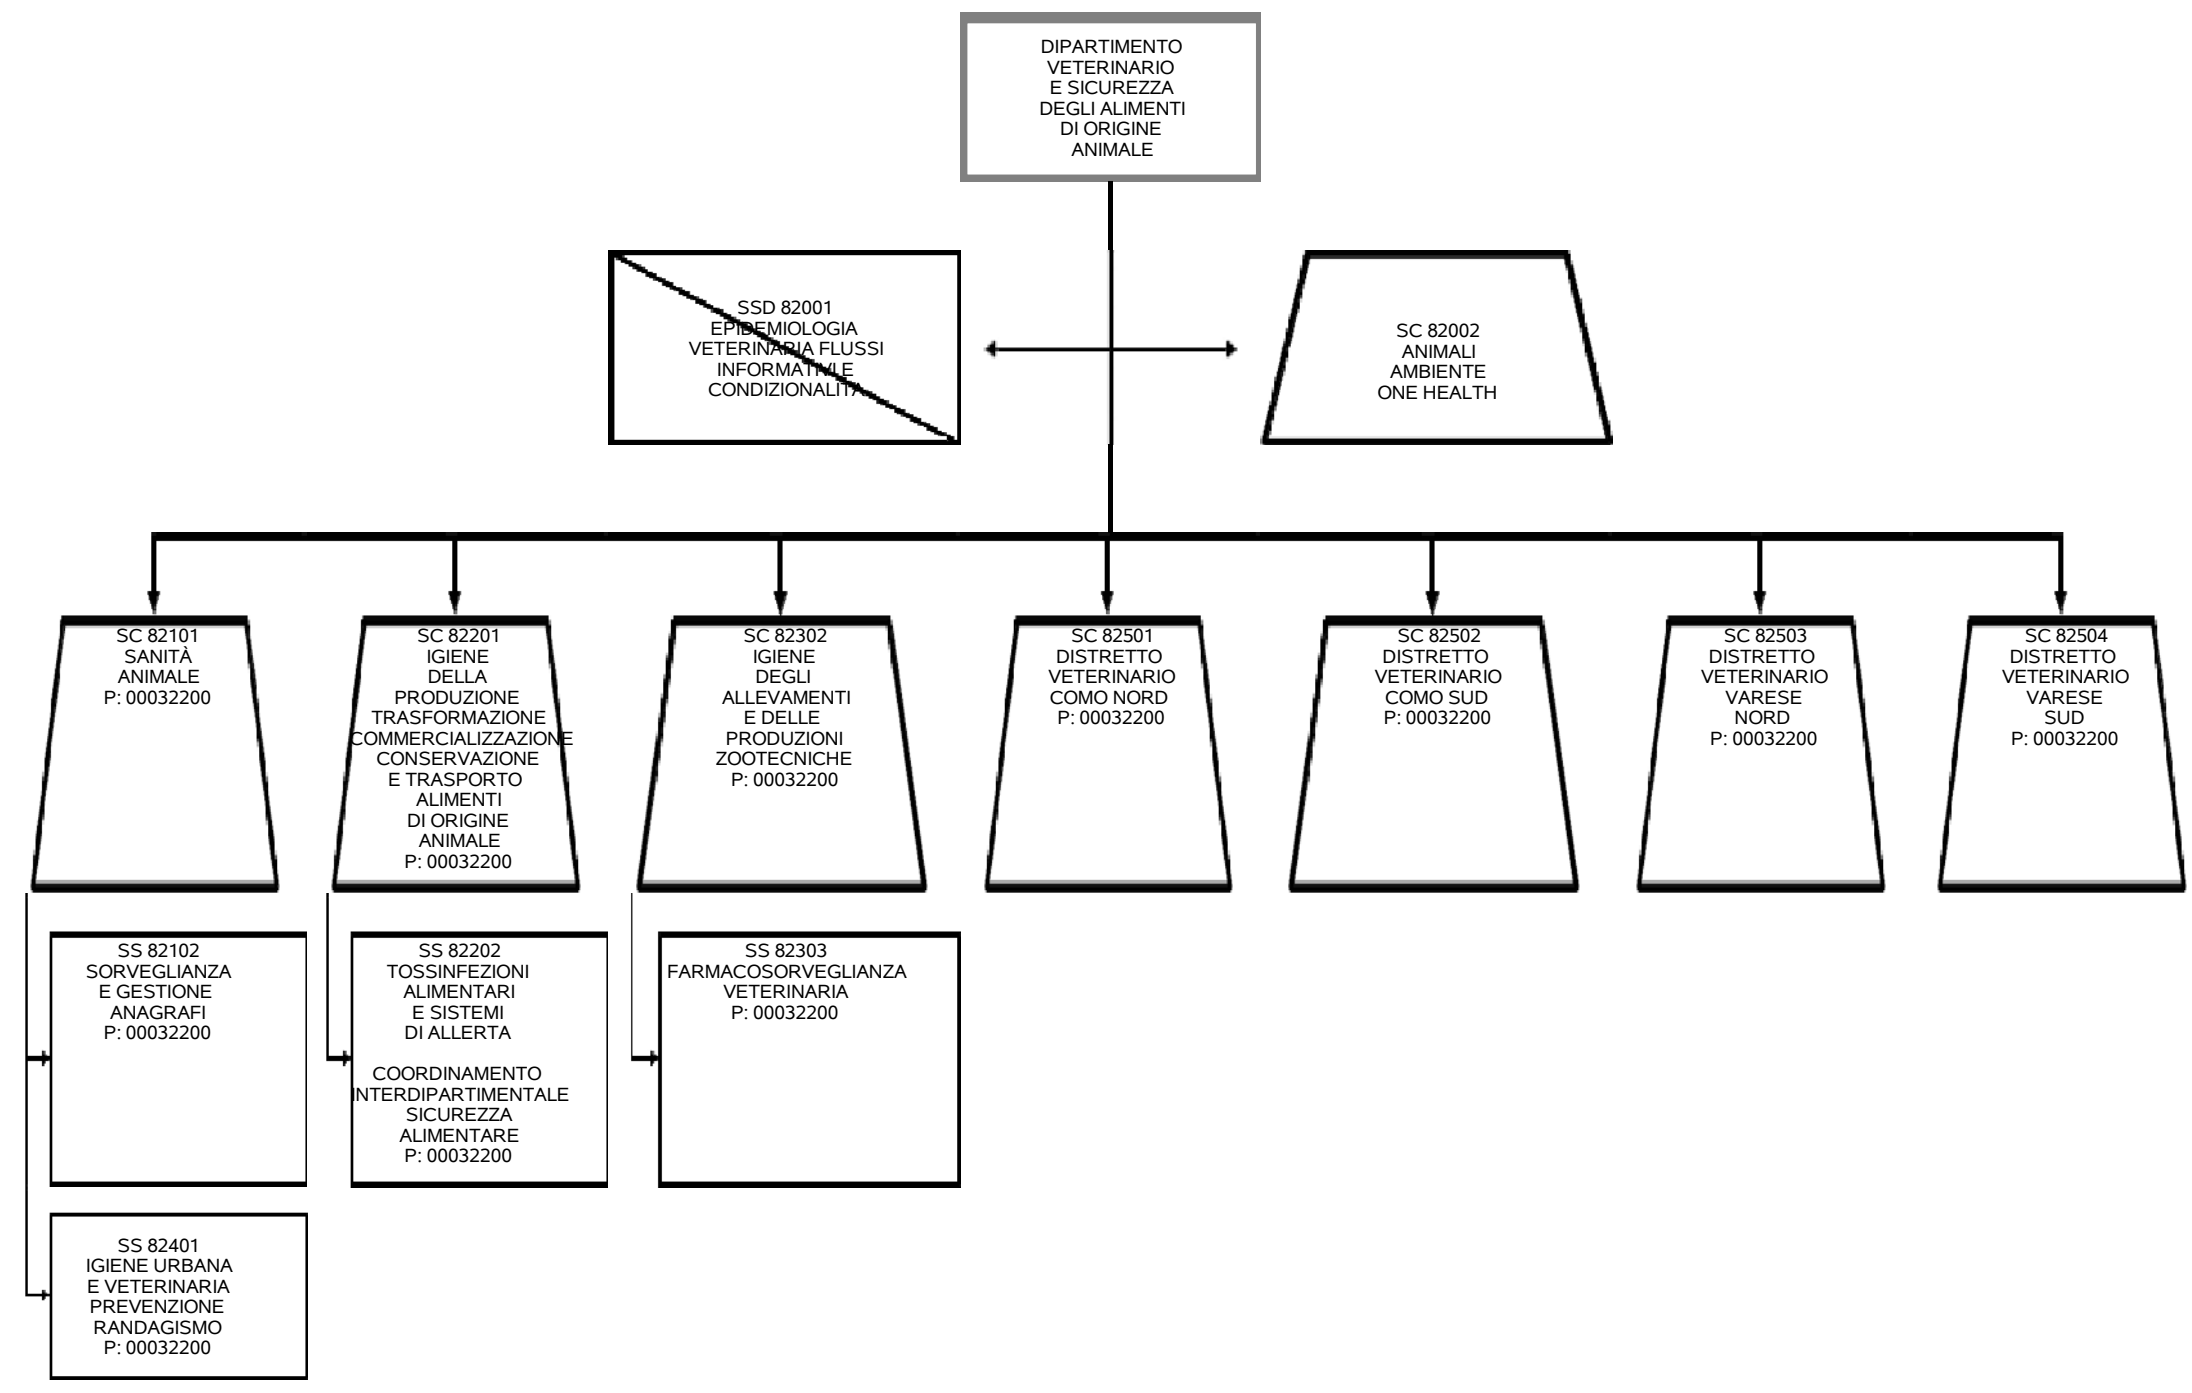 DIPARTIMENTO
VETERINARIO
E SICUREZZA
DEGLI ALIMENTI
DI ORIGINE
ANIMALE
SSD 82001
EPIDEMIOLOGIA
VETERINARIA FLUSSI
INFORMATIVI E
CONDIZIONALITÀ
SC 82002
ANIMALI
AMBIENTE
ONE HEALTH
SC 82101
SANITÀ
ANIMALE
P: 00032200
SC 82201
IGIENE
DELLA
PRODUZIONE
TRASFORMAZIONE
COMMERCIALIZZAZIONE
CONSERVAZIONE
E TRASPORTO
ALIMENTI
DI ORIGINE
ANIMALE
P: 00032200
SC 82302
IGIENE
DEGLI
ALLEVAMENTI
E DELLE
PRODUZIONI
ZOOTECNICHE
P: 00032200
SC 82501
DISTRETTO
VETERINARIO
COMO NORD
P: 00032200
SC 82502
DISTRETTO
VETERINARIO
COMO SUD
P: 00032200
SC 82503
DISTRETTO
VETERINARIO
VARESE
NORD
P: 00032200
SC 82504
DISTRETTO
VETERINARIO
VARESE
SUD
P: 00032200
SS 82102
SORVEGLIANZA
E GESTIONE
ANAGRAFI
P: 00032200
SS 82202
TOSSINFEZIONI
ALIMENTARI
E SISTEMI
DI ALLERTA
COORDINAMENTO
INTERDIPARTIMENTALE
SICUREZZA
ALIMENTARE
P: 00032200
SS 82303
FARMACOSORVEGLIANZA
VETERINARIA
P: 00032200
SS 82401
IGIENE URBANA
E VETERINARIA
PREVENZIONE
RANDAGISMO
P: 00032200